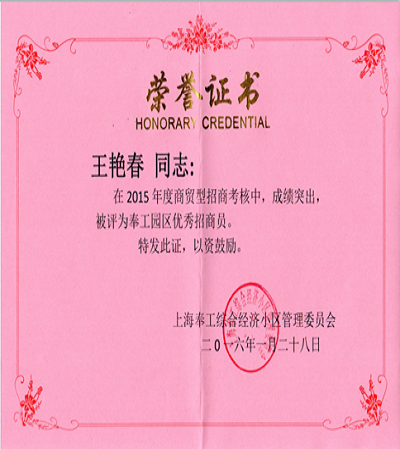 荣誉证书
HONORARY CREDENTIAL
王艳春 同志:
在 2015 年度商贸型招商考核中，成绩突出，
被评为奉工园区优秀招商员。
特发此证，以资鼓励。
上海奉工综合经济小区管理委员会
二 0 一六年一月二十八日